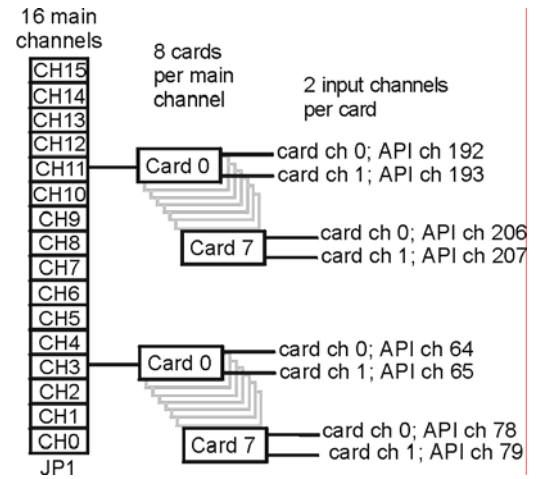 16 main
channels
8 cards
per main
channel
2 input channels
per card
CH15
CH14
CH13
CH12
CH11
CH10
CH9
CH8
CH7
CH6
CH5
CH4
CH3
CH2
CH1
CH0
JP1
Card 0
card ch 0; API ch 192
card ch 1; API ch 193
Card 7
card ch 0; API ch 206
card ch 1; API ch 207
Card 0
card ch 0; API ch 64
card ch 1; API ch 65
Card 7
card ch 0; API ch 78
card ch 1; API ch 79